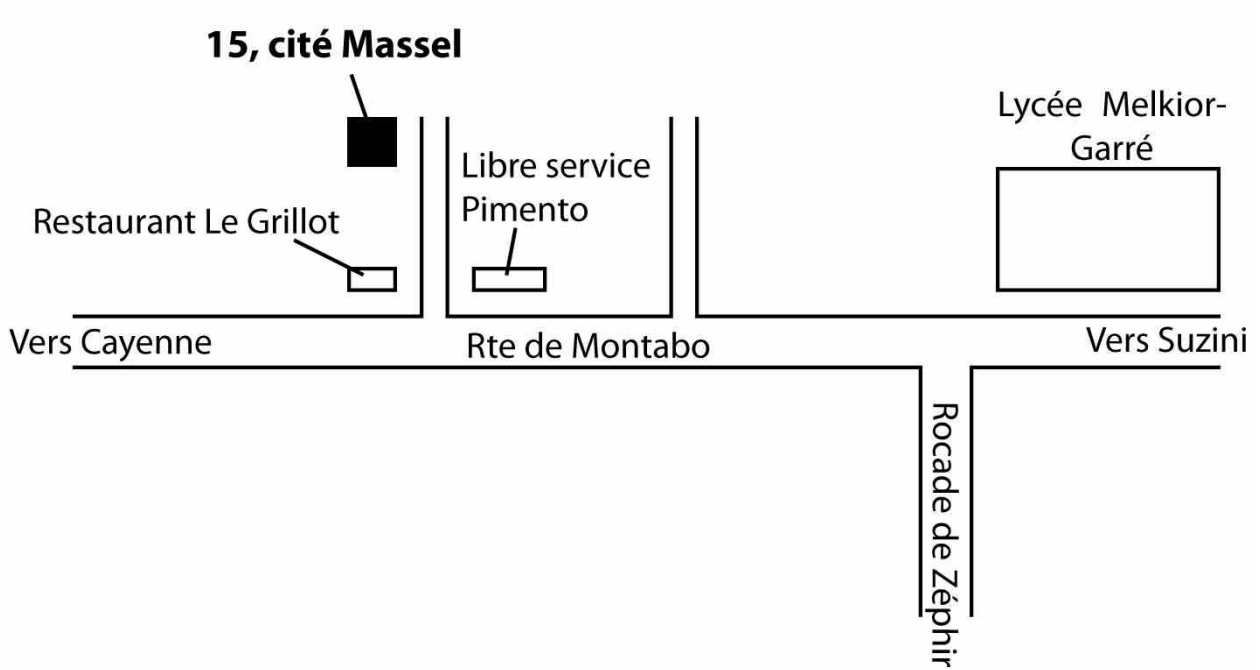 15, cité Massel
Lycée Melkior-
Garré
Libre service
Pimento
Restaurant Le Grillot
Vers Cayenne
Rte de Montabo
Vers Suzini
Rocade de Zéphir